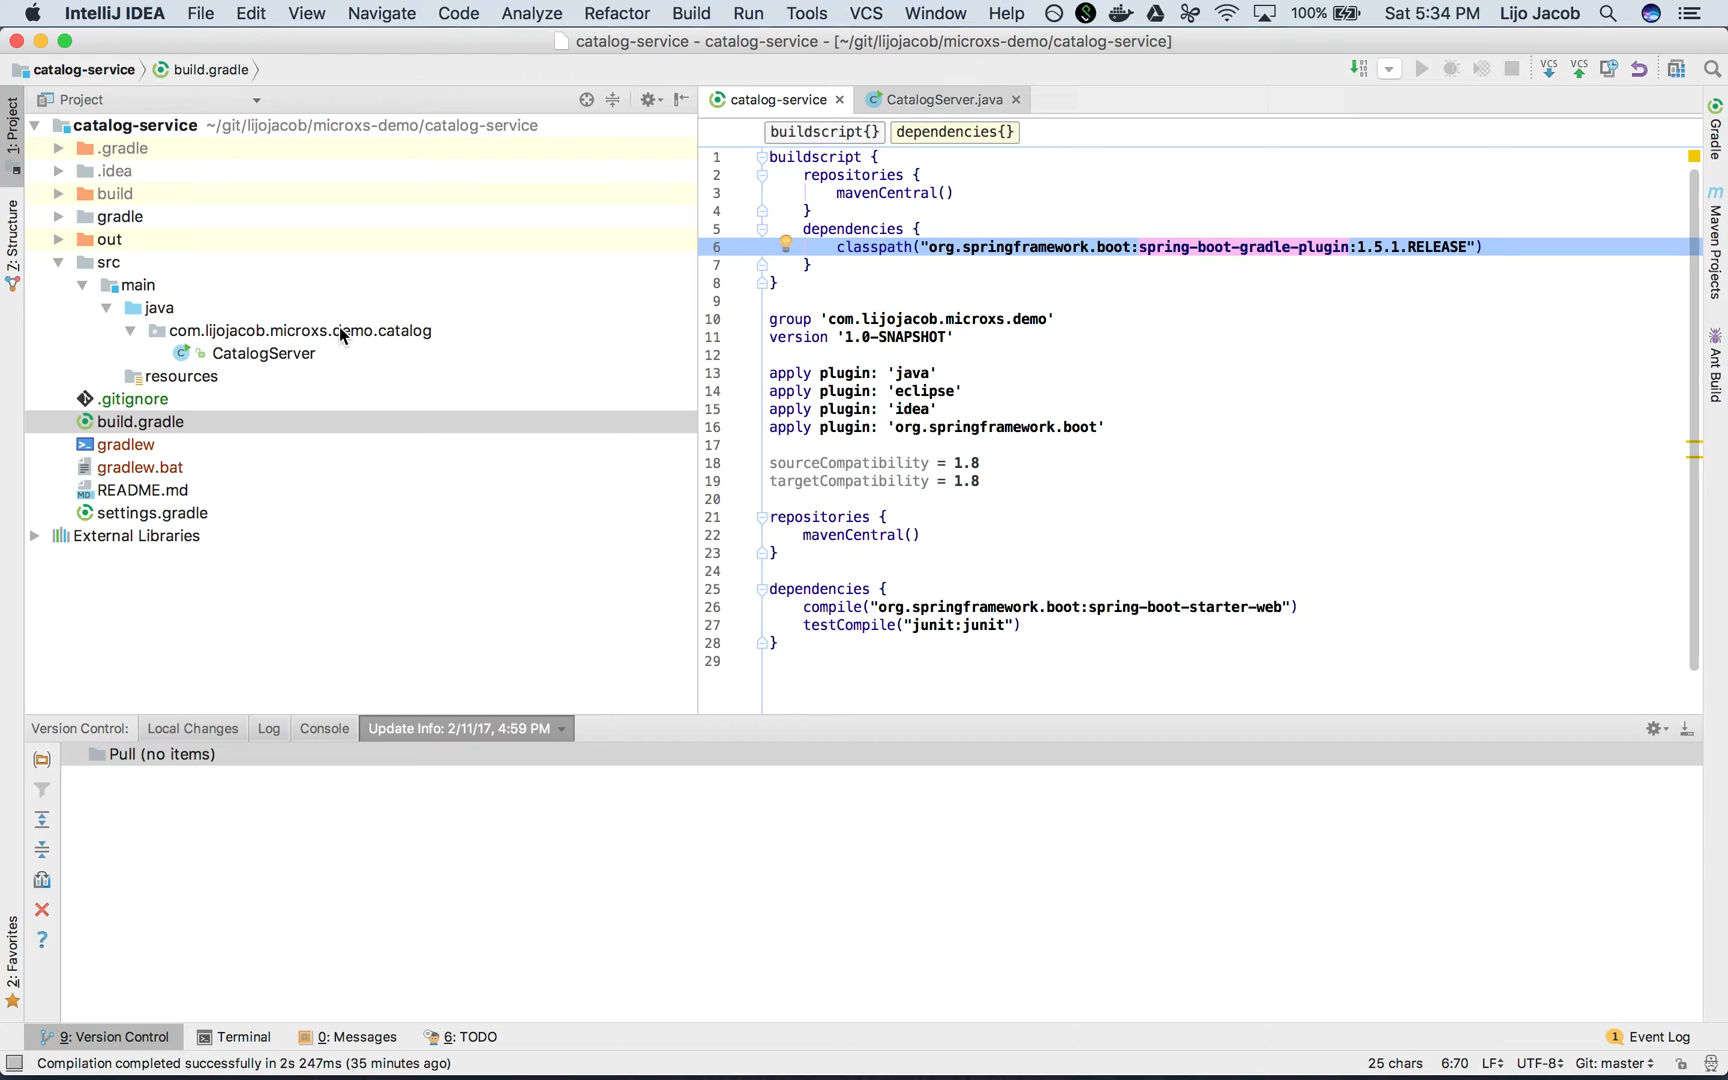 IntelliJ IDEA File Edit View Navigate Code Analyze Refactor Build Run Tools VCS Window Help 100% Sat 5:34 PM Lijo Jacob
catalog-service - catalog-service - [~/git/lijojacob/microxs-demo/catalog-service]
catalog-service build.gradle VCS VCS
Project
catalog-service CatalogServer.java
1: Project
Z: Structure
2: Favorites
catalog-service ~/git/lijojacob/microxs-demo/catalog-service
.gradle
.idea
build
gradle
out
src
main
java
com.lijojacob.microxs.demo.catalog
CatalogServer
resources
.gitignore
build.gradle
gradlew
gradlew.bat
README.md
settings.gradle
External Libraries
buildscript{} dependencies{}
1 buildscript {
2 repositories {
3 mavenCentral()
4 }
5 dependencies {
6 classpath("org.springframework.boot:spring-boot-gradle-plugin:1.5.1.RELEASE")
7 }
8 }
9
10 group 'com.lijojacob.microxs.demo'
11 version '1.0-SNAPSHOT'
12
13 apply plugin: 'java'
14 apply plugin: 'eclipse'
15 apply plugin: 'idea'
16 apply plugin: 'org.springframework.boot'
17
18 sourceCompatibility = 1.8
19 targetCompatibility = 1.8
20
21 repositories {
22 mavenCentral()
23 }
24
25 dependencies {
26 compile("org.springframework.boot:spring-boot-starter-web")
27 testCompile("junit:junit")
28 }
29
Gradle
Maven Projects
Ant Build
Version Control: Local Changes Log Console Update Info: 2/11/17, 4:59 PM
Pull (no items)
9: Version Control Terminal 0: Messages 6: TODO 1 Event Log
Compilation completed successfully in 2s 247ms (35 minutes ago) 25 chars 6:70 LF UTF-8 Git: master